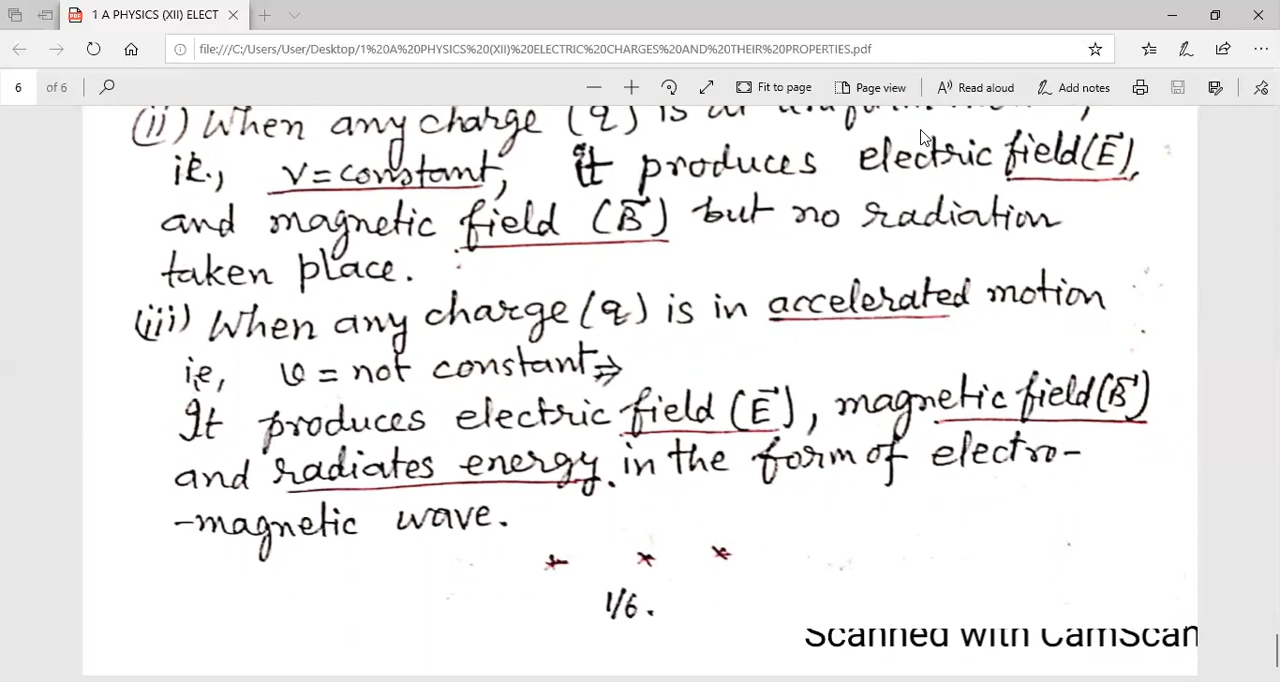 1 A PHYSICS (XII) ELECT
file:///C:/Users/User/Desktop/1%20A%20PHYSICS%20(XII)%20ELECTRIC%20CHARGES%20AND%20THEIR%20PROPERTIES.pdf
6 of 6 Fit to page Page view Read aloud Add notes
(ii) When any charge (q) is
ie., v = constant, it produces electric field (E⃗),
and magnetic field (B⃗) but no radiation
taken place.
(iii) When any charge (q) is in accelerated motion
ie, v = not constant ⇒
It produces electric field (E⃗), magnetic field (B⃗)
and radiates energy. in the form of electro-
-magnetic wave.
* * *
1/6.
Scanned with CamScan